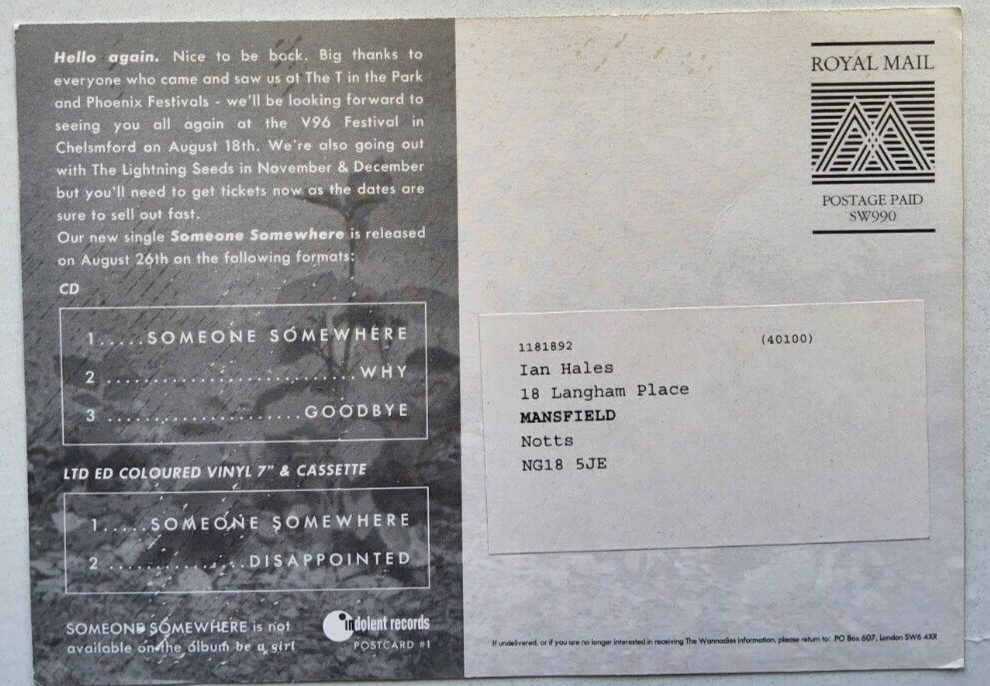 Hello again. Nice to be back. Big thanks to
everyone who came and saw us at The T in the Park
and Phoenix Festivals - we'll be looking forward to
seeing you all again at the V96 Festival in
Chelsmford on August 18th. We're also going out
with The Lightning Seeds in November & December
but you'll need to get tickets now as the dates are
sure to sell out fast.
Our new single Someone Somewhere is released
on August 26th on the following formats:
CD
1.....SOMEONE SOMEWHERE
2 ............................WHY
3 ......................GOODBYE
LTD ED COLOURED VINYL 7" & CASSETTE
1.....SOMEONE SOMEWHERE
2 ...............DISAPPOINTED
SOMEONE SOMEWHERE is not
available on the album be a girl
indolent records
POSTCARD #1
ROYAL MAIL
POSTAGE PAID
SW990
1181892 (40100)
Ian Hales
18 Langham Place
MANSFIELD
Notts
NG18 5JE
If undelivered, or if you are no longer interested in receiving The Wannadies information, please return to: PO Box 607, London SW6 4XR